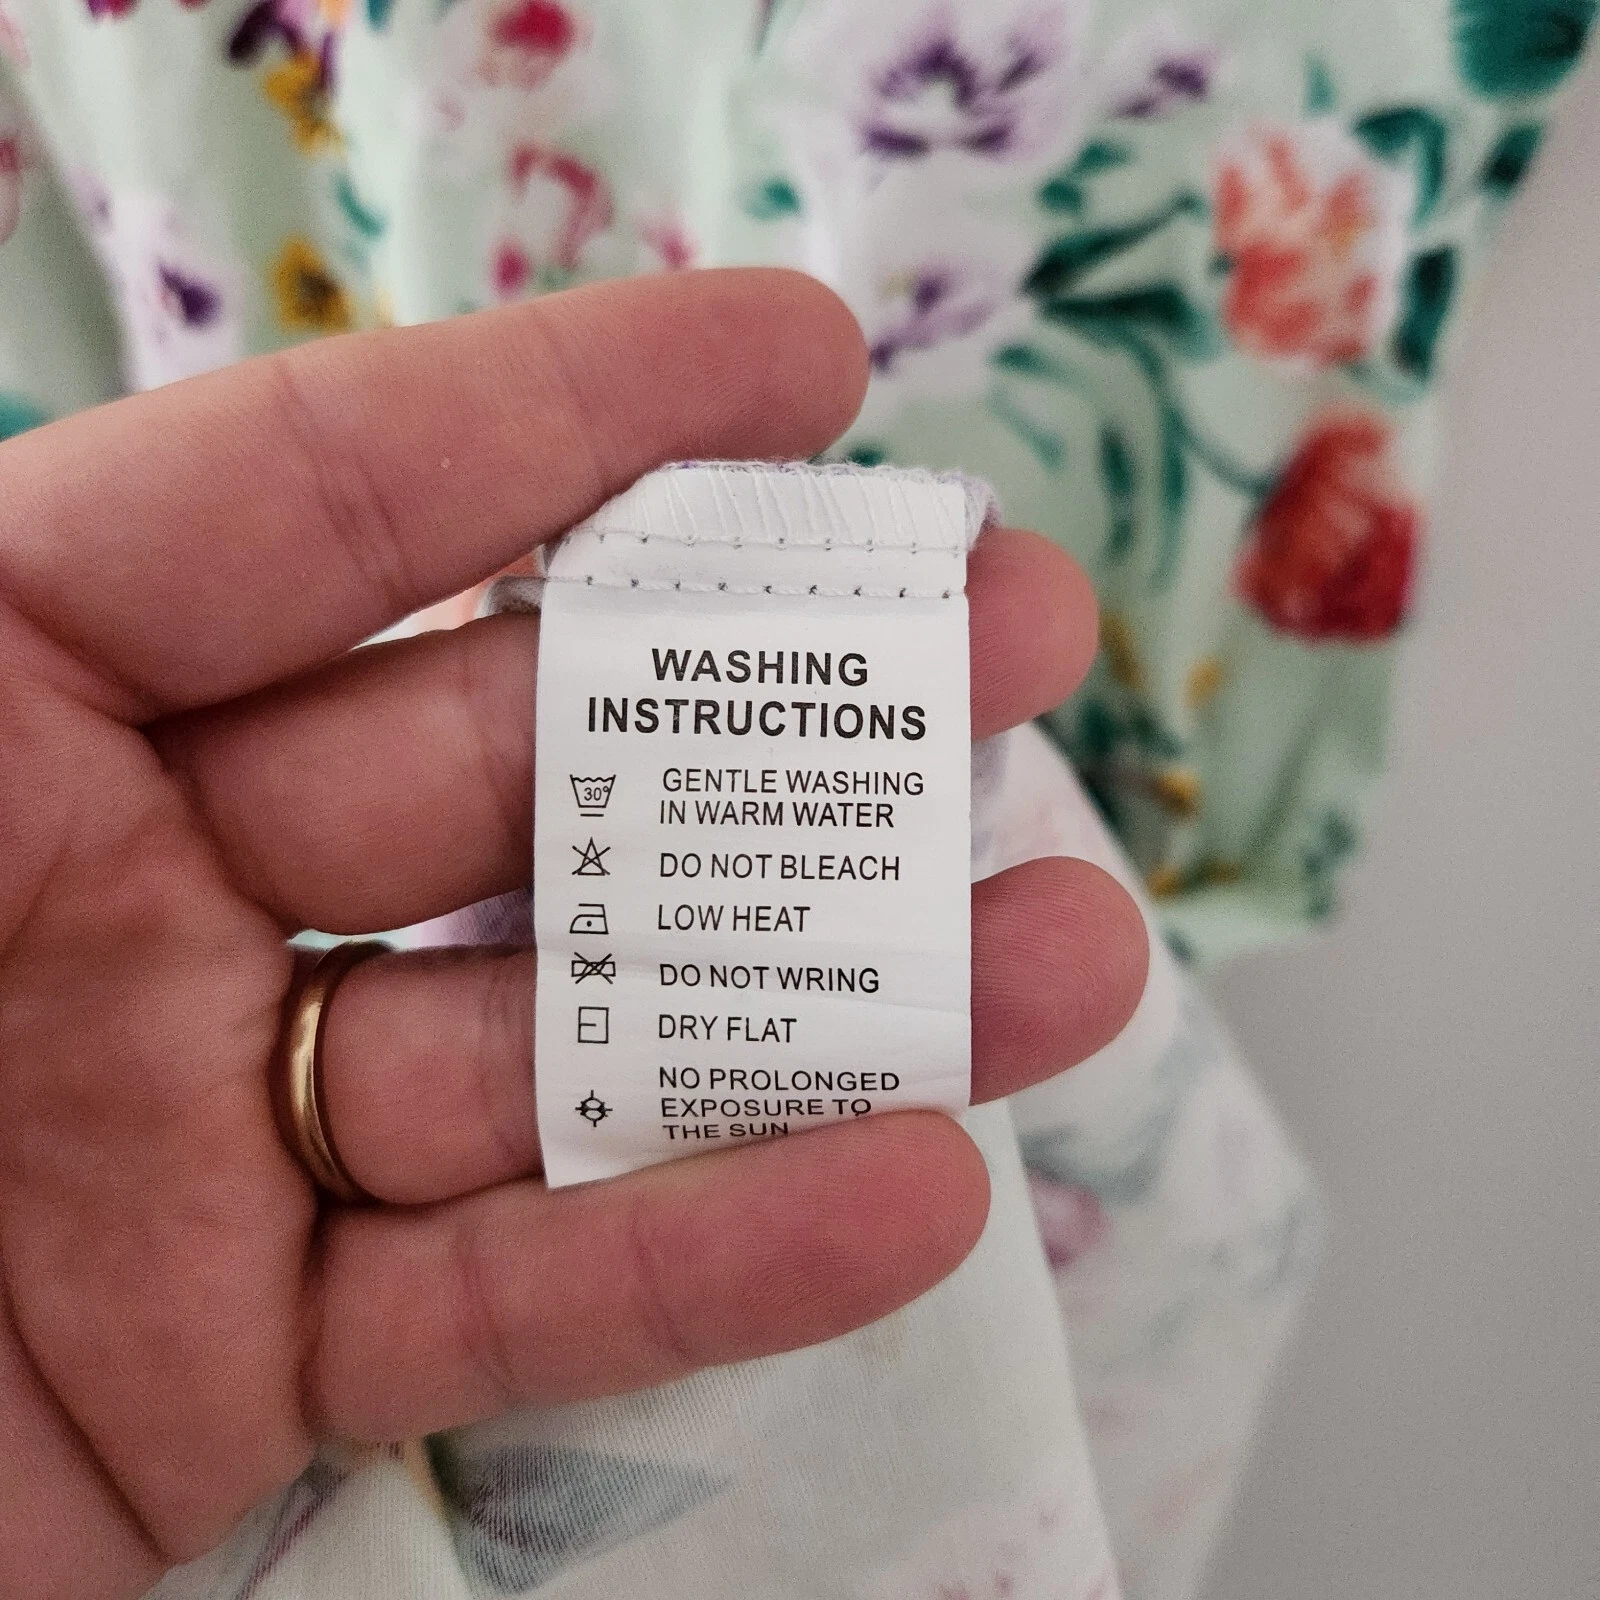 WASHING
INSTRUCTIONS
30° GENTLE WASHING
IN WARM WATER
DO NOT BLEACH
LOW HEAT
DO NOT WRING
DRY FLAT
NO PROLONGED
EXPOSURE TO
THE SUN